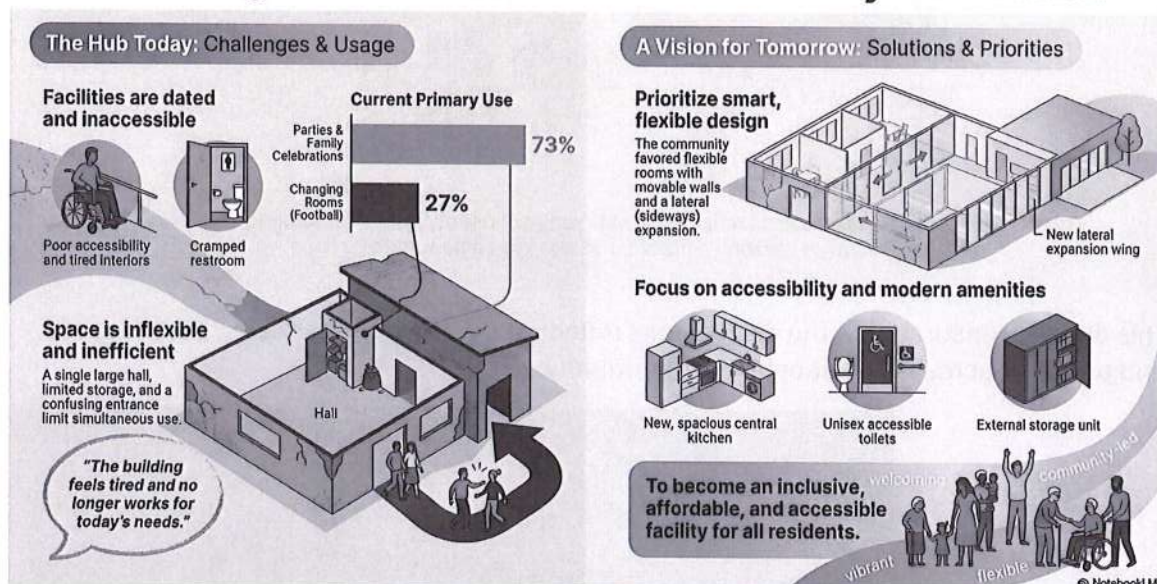 The Hub Today: Challenges & Usage
Facilities are dated
and inaccessible
Poor accessibility
and tired interiors
Cramped
restroom
Current Primary Use
Parties &
Family
Celebrations
73%
Changing
Rooms
(Football)
27%
Space is inflexible
and inefficient
A single large hall,
limited storage, and a
confusing entrance
limit simultaneous use.
Hall
"The building
feels tired and no
longer works for
today's needs."
A Vision for Tomorrow: Solutions & Priorities
Prioritize smart,
flexible design
The community
favored flexible
rooms with
movable walls
and a lateral
(sideways)
expansion.
New lateral
expansion wing
Focus on accessibility and modern amenities
New, spacious central
kitchen
Unisex accessible
toilets
External storage unit
To become an inclusive,
affordable, and accessible
facility for all residents.
welcoming
community-led
vibrant
flexible